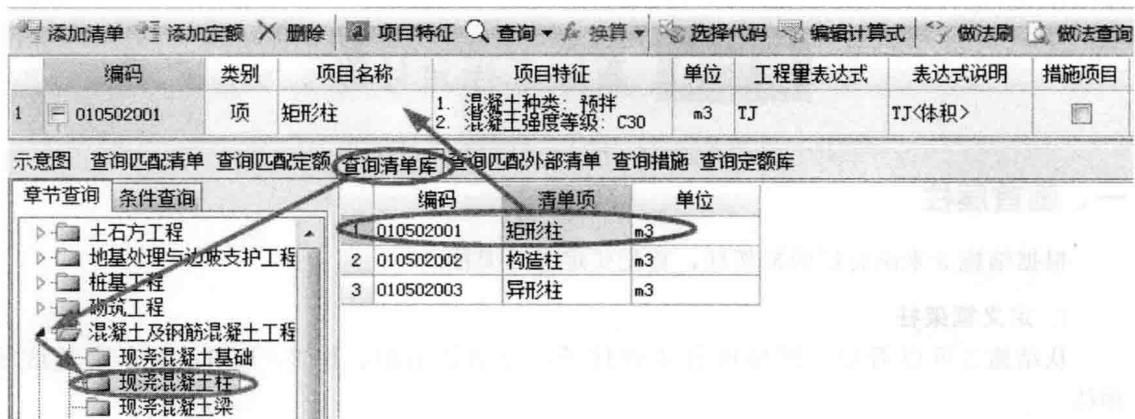 添加清单 添加定额 删除 项目特征 查询 fx 换算 选择代码 编辑计算式 做法刷 做法查询
编码 类别 项目名称 项目特征 单位 工程量表达式 表达式说明 措施项目
1 010502001 项 矩形柱 1. 混凝土种类：预拌 m3 TJ TJ<体积>
2. 混凝土强度等级：C30
示意图 查询匹配清单 查询匹配定额 查询清单库 查询匹配外部清单 查询措施 查询定额库
章节查询 条件查询
编码 清单项 单位
1 010502001 矩形柱 m3
2 010502002 构造柱 m3
3 010502003 异形柱 m3
土石方工程
地基处理与边坡支护工程
桩基工程
砌筑工程
混凝土及钢筋混凝土工程
现浇混凝土基础
现浇混凝土柱
现浇混凝土梁